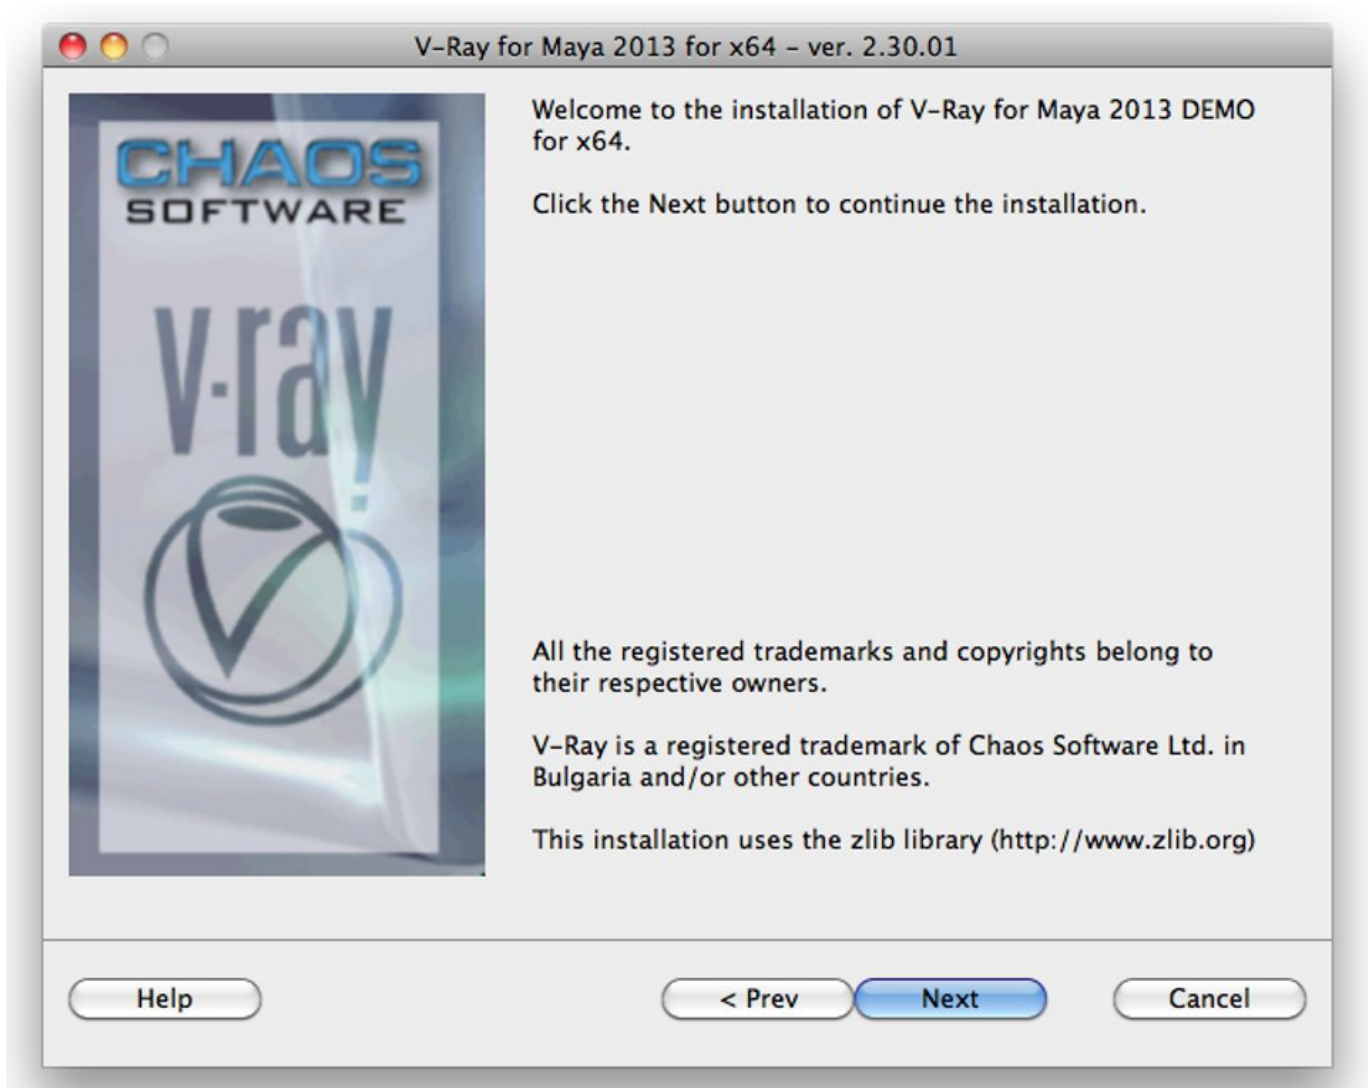 V-Ray for Maya 2013 for x64 - ver. 2.30.01
CHAOS
SOFTWARE
v·ray
Welcome to the installation of V-Ray for Maya 2013 DEMO
for x64.
Click the Next button to continue the installation.
All the registered trademarks and copyrights belong to
their respective owners.
V-Ray is a registered trademark of Chaos Software Ltd. in
Bulgaria and/or other countries.
This installation uses the zlib library (http://www.zlib.org)
Help
< Prev
Next
Cancel